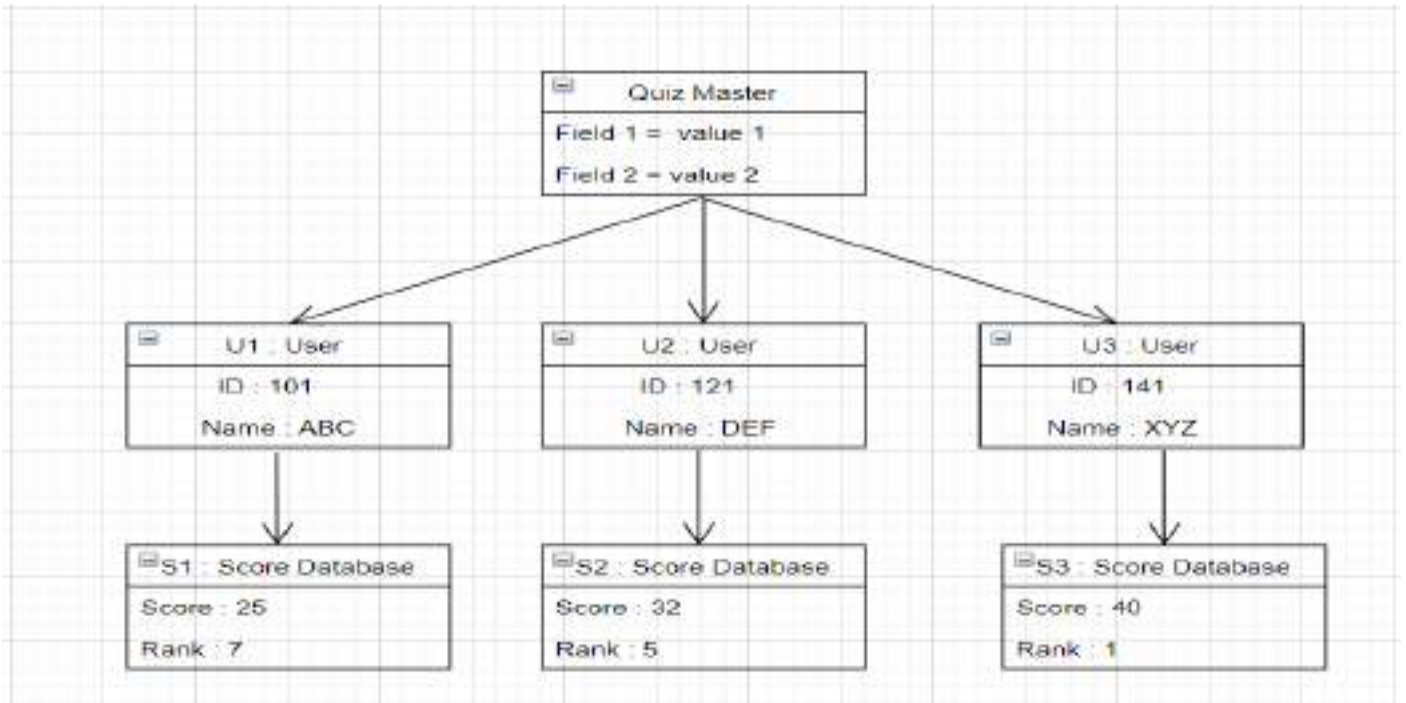 Quiz Master
Field 1 = value 1
Field 2 = value 2
U1 : User
ID : 101
Name : ABC
U2 : User
ID : 121
Name : DEF
U3 : User
ID : 141
Name : XYZ
S1 : Score Database
Score : 25
Rank : 7
S2 : Score Database
Score : 32
Rank : 5
S3 : Score Database
Score : 40
Rank : 1